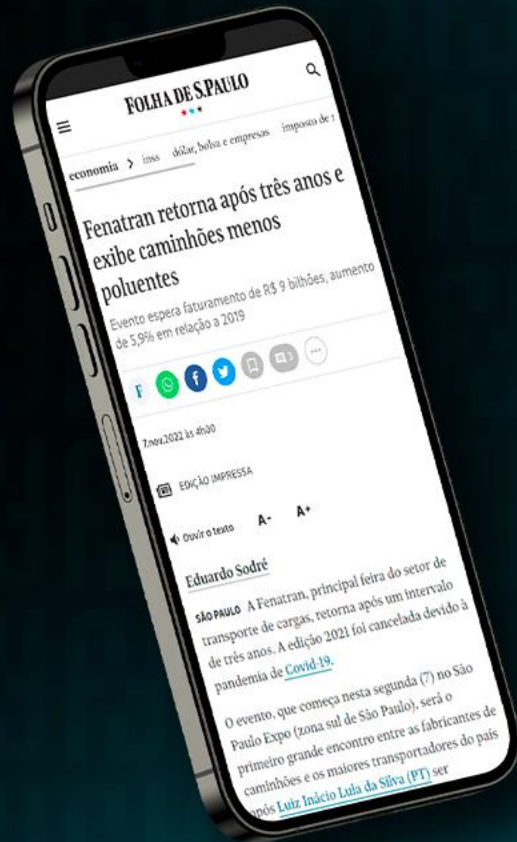 FOLHA DE S.PAULO
economia > inss dólar, bolsa e empresas imposto de
Fenatran retorna após três anos e
exibe caminhões menos
poluentes
Evento espera faturamento de R$ 9 bilhões, aumento
de 5,9% em relação a 2019
F
3
7.nov.2022 às 4h00
EDIÇÃO IMPRESSA
Ouvir o texto A- A+
Eduardo Sodré
SÃO PAULO A Fenatran, principal feira do setor de
transporte de cargas, retorna após um intervalo
de três anos. A edição 2021 foi cancelada devido à
pandemia de Covid-19.
O evento, que começa nesta segunda (7) no São
Paulo Expo (zona sul de São Paulo), será o
primeiro grande encontro entre as fabricantes de
caminhões e os maiores transportadores do país
após Luiz Inácio Lula da Silva (PT) ser